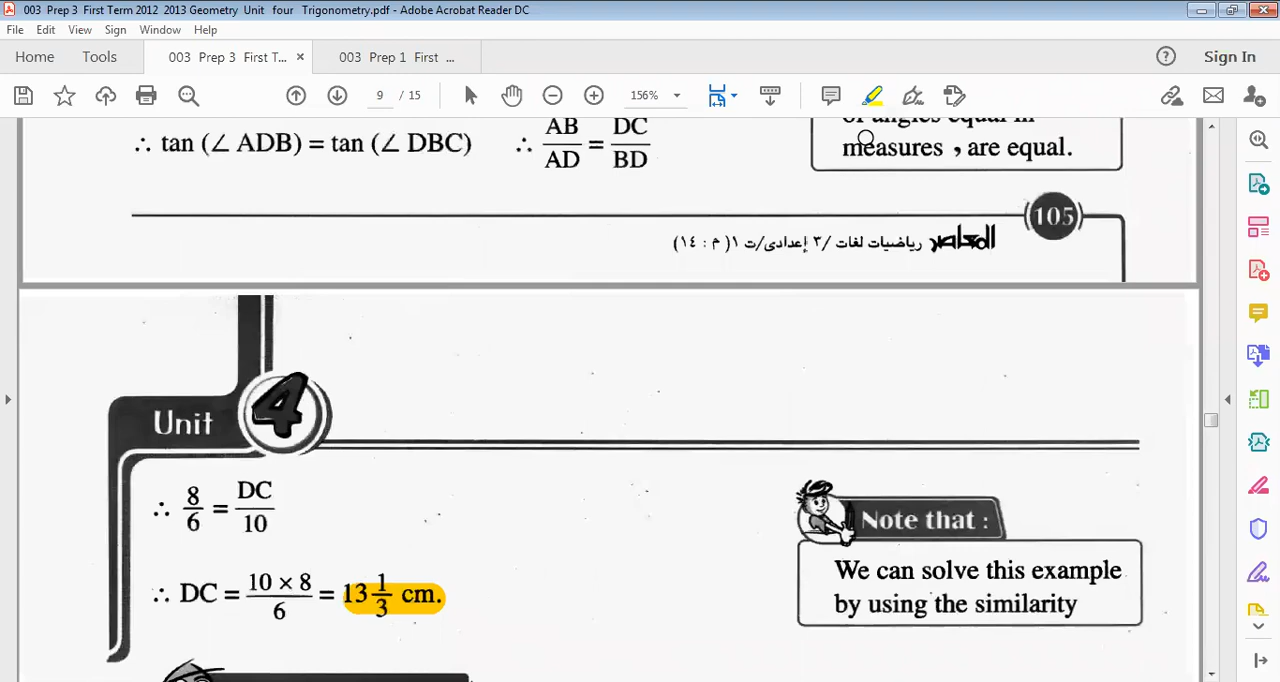 003 Prep 3 First Term 2012 2013 Geometry Unit four Trigonometry.pdf - Adobe Acrobat Reader DC
File Edit View Sign Window Help
Home Tools 003 Prep 3 First T... × 003 Prep 1 First ... Sign In
9 / 15 156%
of angles equal in
∴ tan (∠ ADB) = tan (∠ DBC) ∴ AB/AD = DC/BD
measures , are equal.
105
المعاصر رياضيات لغات /٣ إعدادى/ت ١( م : ١٤)
Unit 4
∴ 8/6 = DC/10
Note that :
We can solve this example
by using the similarity
∴ DC = 10 × 8/6 = 13 1/3 cm.